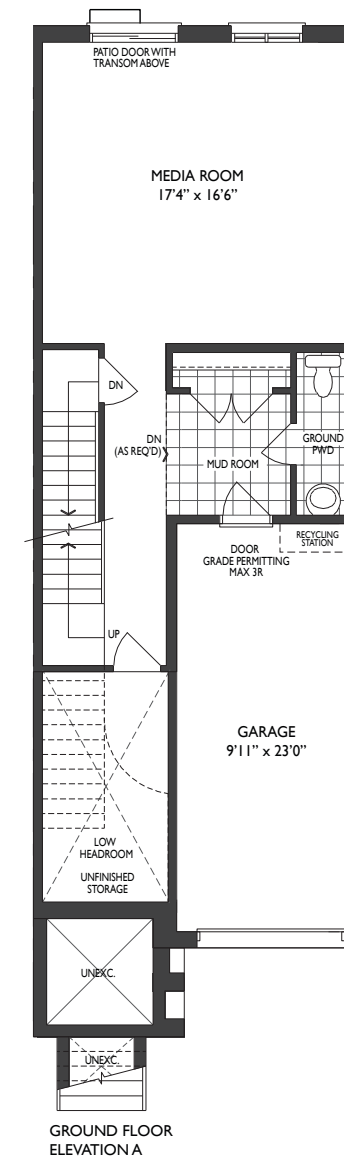 PATIO DOOR WITH
TRANSOM ABOVE
MEDIA ROOM
17'4” x 16'6”
DN
DN
(AS REQ'D)
MUD ROOM
GROUND
PWD
DOOR
GRADE PERMITTING
MAX 3R
RECYCLING
STATION
UP
GARAGE
9'11” x 23'0”
LOW
HEADROOM
UNFINISHED
STORAGE
UNEXC.
UNEXC.
GROUND FLOOR
ELEVATION A